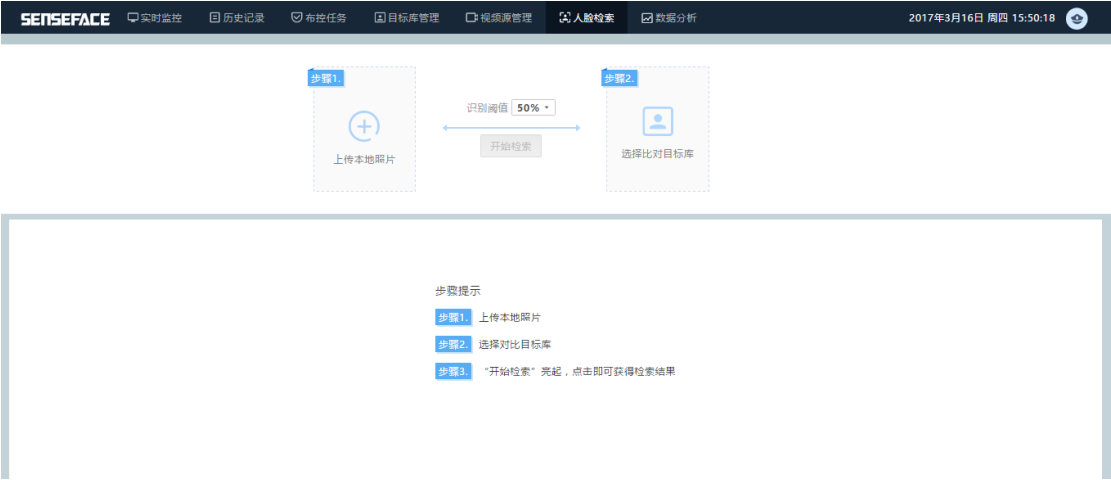 SENSEFACE 实时监控 历史记录 布控任务 目标库管理 视频源管理 人脸检索 数据分析 2017年3月16日 周四 15:50:18
步骤1. 步骤2.
识别阈值 50%
开始检索
上传本地照片 选择比对目标库
步骤提示
步骤1. 上传本地照片
步骤2. 选择对比目标库
步骤3. “开始检索”亮起，点击即可获得检索结果